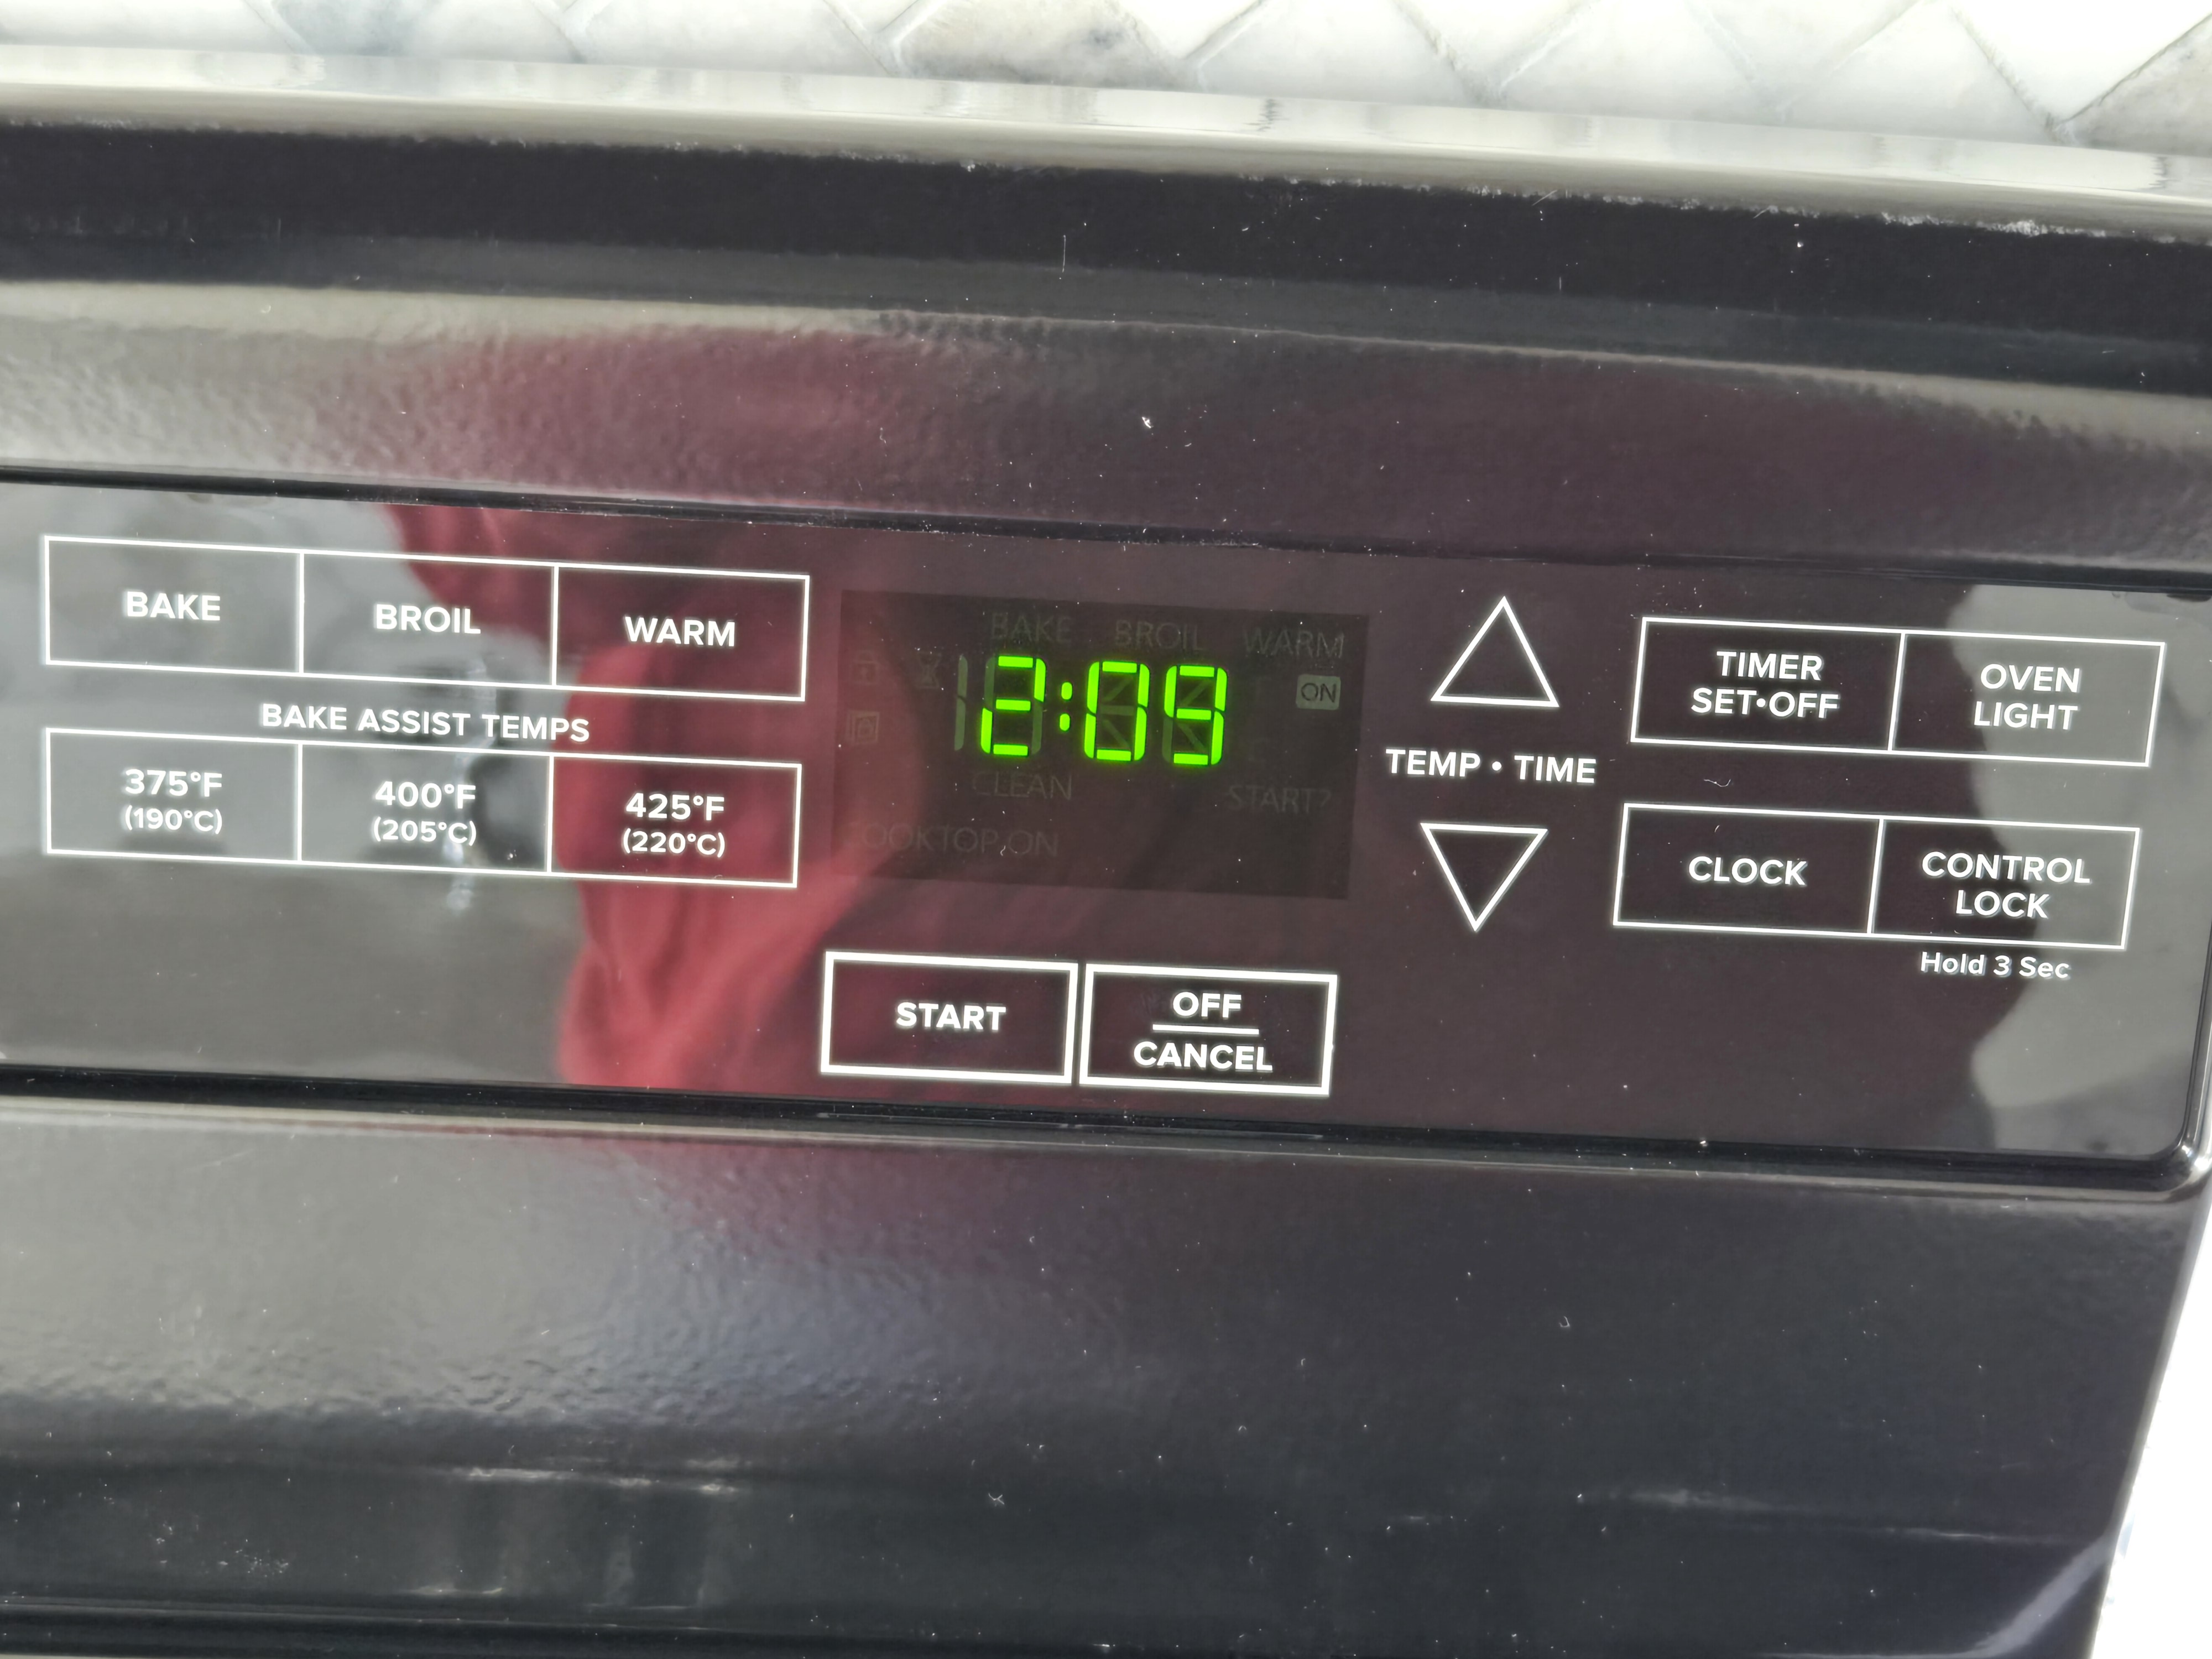 BAKE
BROIL
WARM
BAKE ASSIST TEMPS
375°F
(190°C)
400°F
(205°C)
425°F
(220°C)
BAKE BROIL WARM
2:09
ON
CLEAN
START?
COOKTOP ON
START
OFF
CANCEL
TEMP • TIME
TIMER
SET•OFF
OVEN
LIGHT
CLOCK
CONTROL
LOCK
Hold 3 Sec